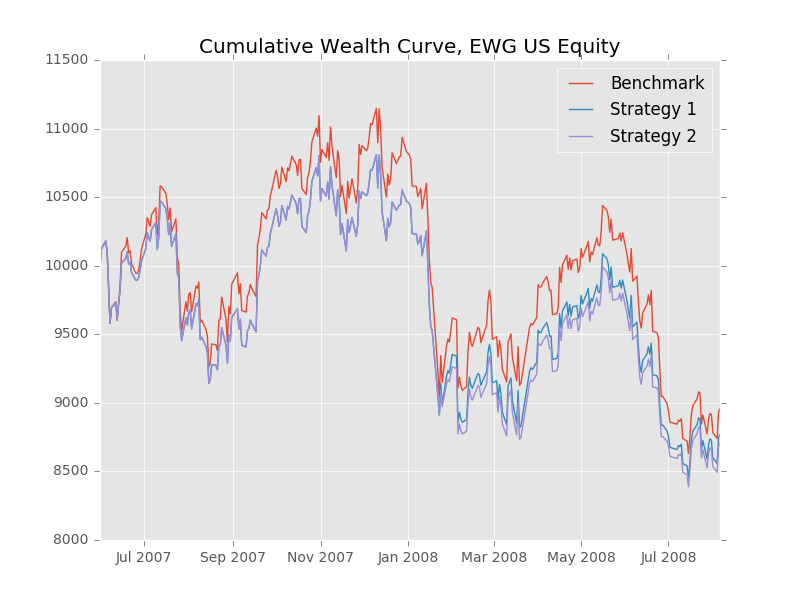 Cumulative Wealth Curve, EWG US Equity
11500
11000
10500
10000
9500
9000
8500
8000
Benchmark
Strategy 1
Strategy 2
Jul 2007 Sep 2007 Nov 2007 Jan 2008 Mar 2008 May 2008 Jul 2008